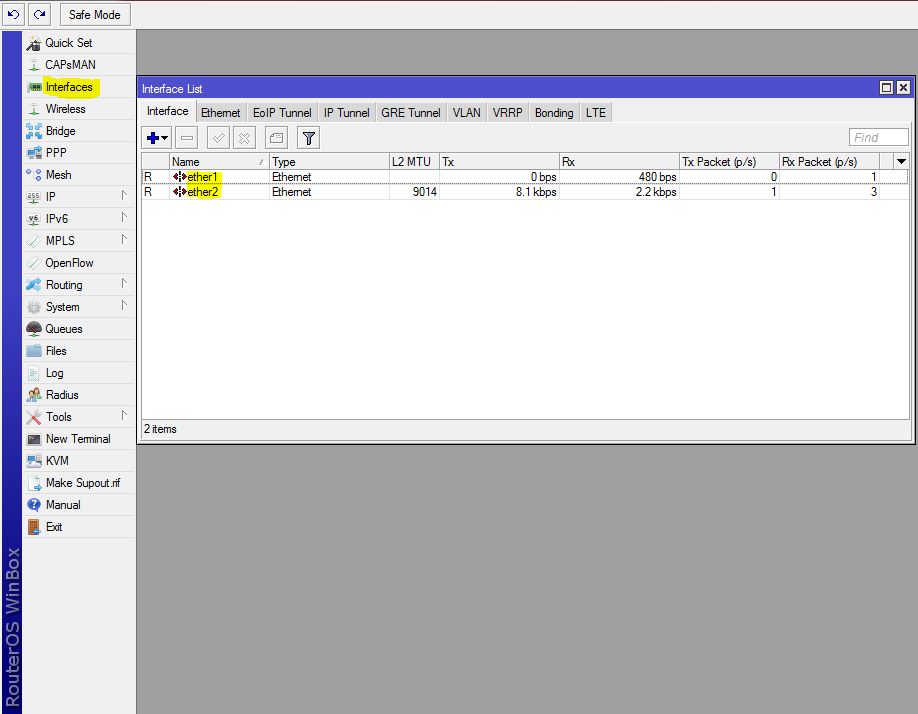 Safe Mode
Quick Set
CAPsMAN
Interfaces
Wireless
Bridge
PPP
Mesh
255 IP
v6 IPv6
MPLS
OpenFlow
Routing
System
Queues
Files
Log
Radius
Tools
New Terminal
KVM
Make Supout.rif
Manual
Exit
RouterOS WinBox
Interface List
Interface Ethernet EoIP Tunnel IP Tunnel GRE Tunnel VLAN VRRP Bonding LTE
Find
Name Type L2 MTU Tx Rx Tx Packet (p/s) Rx Packet (p/s)
R ether1 Ethernet 0 bps 480 bps 0 1
R ether2 Ethernet 9014 8.1 kbps 2.2 kbps 1 3
2 items